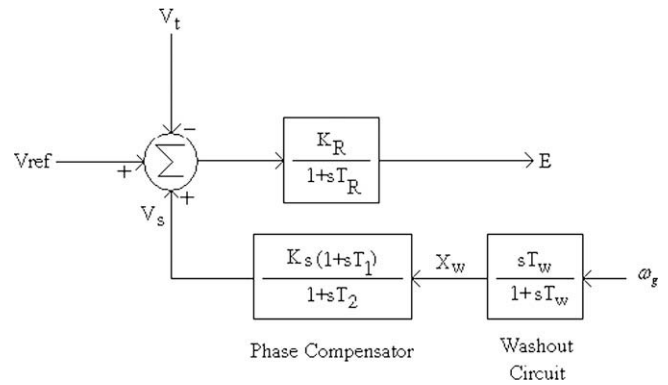 V_t
−
K_R
Vref
+
Σ
1+sT_R
E
V_s
+
K_s(1+sT_1)
1+sT_2
X_w
sT_w
1+sT_w
ω_g
Phase Compensator
Washout
Circuit